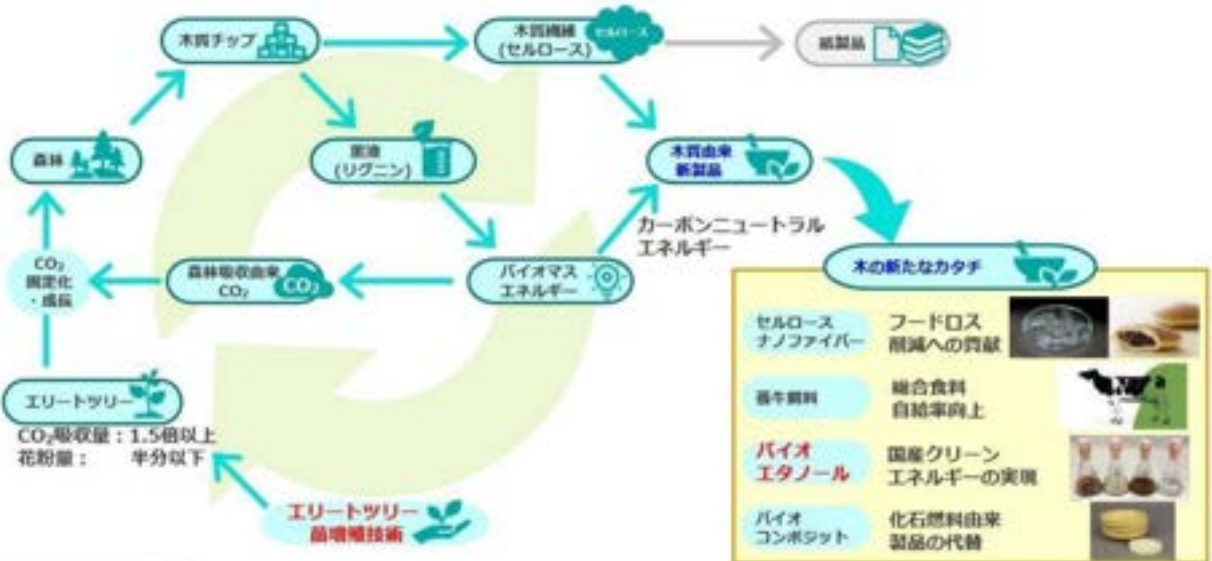 木質チップ
木質繊維
(セルロース)
セルロース
紙製品
森林
黒液
(リグニン)
木質由来
新製品
カーボンニュートラル
エネルギー
CO₂
固定化
・成長
森林吸収由来
CO₂
CO₂
バイオマス
エネルギー
木の新たなカタチ
エリートツリー
CO₂吸収量：1.5倍以上
花粉量：　半分以下
エリートツリー
苗増殖技術
セルロース
ナノファイバー
フードロス
削減への貢献
養牛飼料
総合食料
自給率向上
バイオ
エタノール
国産クリーン
エネルギーの実現
バイオ
コンポジット
化石燃料由来
製品の代替